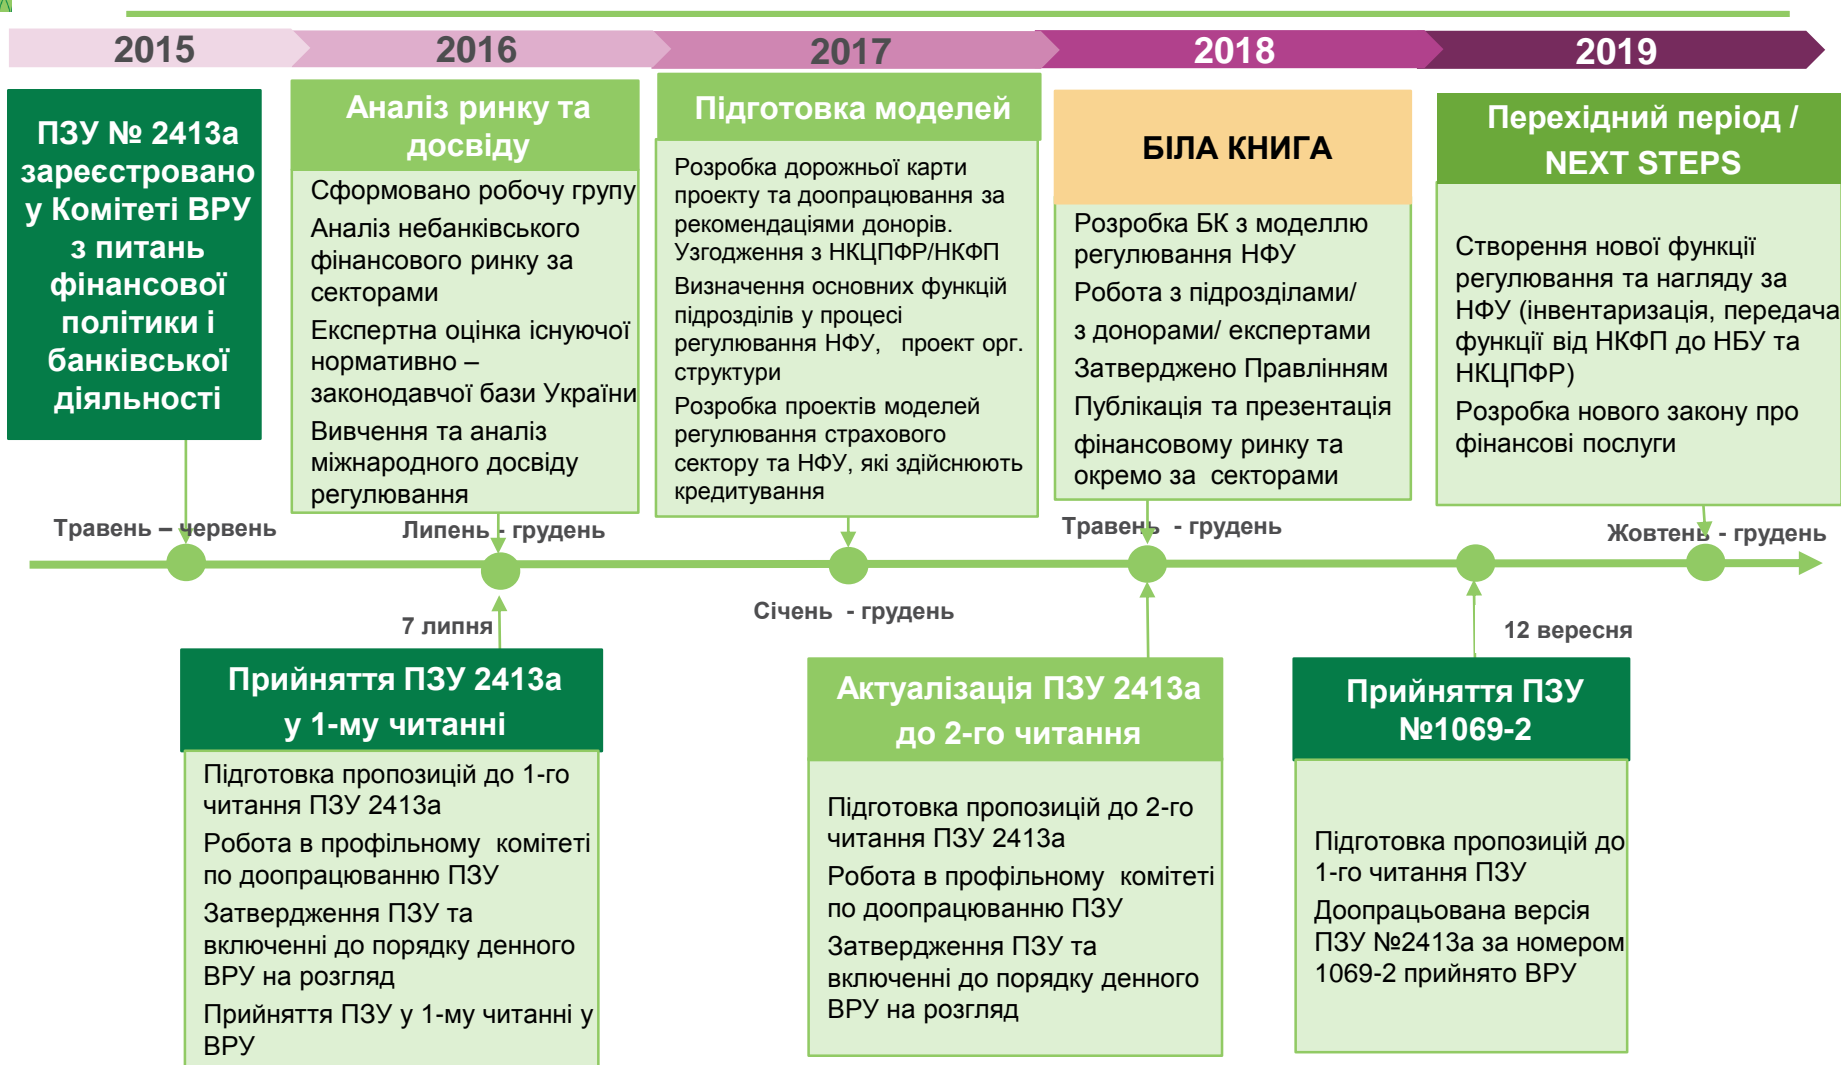 2015
2016
2017
2018
2019
ПЗУ № 2413а
зареєстровано
у Комітеті ВРУ
з питань
фінансової
політики і
банківської
діяльності
Аналіз ринку та
досвіду
Сформовано робочу групу
Аналіз небанківського
фінансового ринку за
секторами
Експертна оцінка існуючої
нормативно –
законодавчої бази України
Вивчення та аналіз
міжнародного досвіду
регулювання
Підготовка моделей
Розробка дорожньої карти
проекту та доопрацювання за
рекомендаціями донорів.
Узгодження з НКЦПФР/НКФП
Визначення основних функцій
підрозділів у процесі
регулювання НФУ, проект орг.
структури
Розробка проектів моделей
регулювання страхового
сектору та НФУ, які здійснюють
кредитування
БІЛА КНИГА
Розробка БК з моделлю
регулювання НФУ
Робота з підрозділами/
з донорами/ експертами
Затверджено Правлінням
Публікація та презентація
фінансовому ринку та
окремо за секторами
Перехідний період /
NEXT STEPS
Створення нової функції
регулювання та нагляду за
НФУ (інвентаризація, передача
функції від НКФП до НБУ та
НКЦПФР)
Розробка нового закону про
фінансові послуги
Травень – червень
Липень - грудень
Травень - грудень
Жовтень - грудень
7 липня
Січень - грудень
12 вересня
Прийняття ПЗУ 2413а
у 1-му читанні
Підготовка пропозицій до 1-го
читання ПЗУ 2413а
Робота в профільному комітеті
по доопрацюванню ПЗУ
Затвердження ПЗУ та
включенні до порядку денного
ВРУ на розгляд
Прийняття ПЗУ у 1-му читанні у
ВРУ
Актуалізація ПЗУ 2413а
до 2-го читання
Підготовка пропозицій до 2-го
читання ПЗУ 2413а
Робота в профільному комітеті
по доопрацюванню ПЗУ
Затвердження ПЗУ та
включенні до порядку денного
ВРУ на розгляд
Прийняття ПЗУ
№1069-2
Підготовка пропозицій до
1-го читання ПЗУ
Доопрацьована версія
ПЗУ №2413а за номером
1069-2 прийнято ВРУ